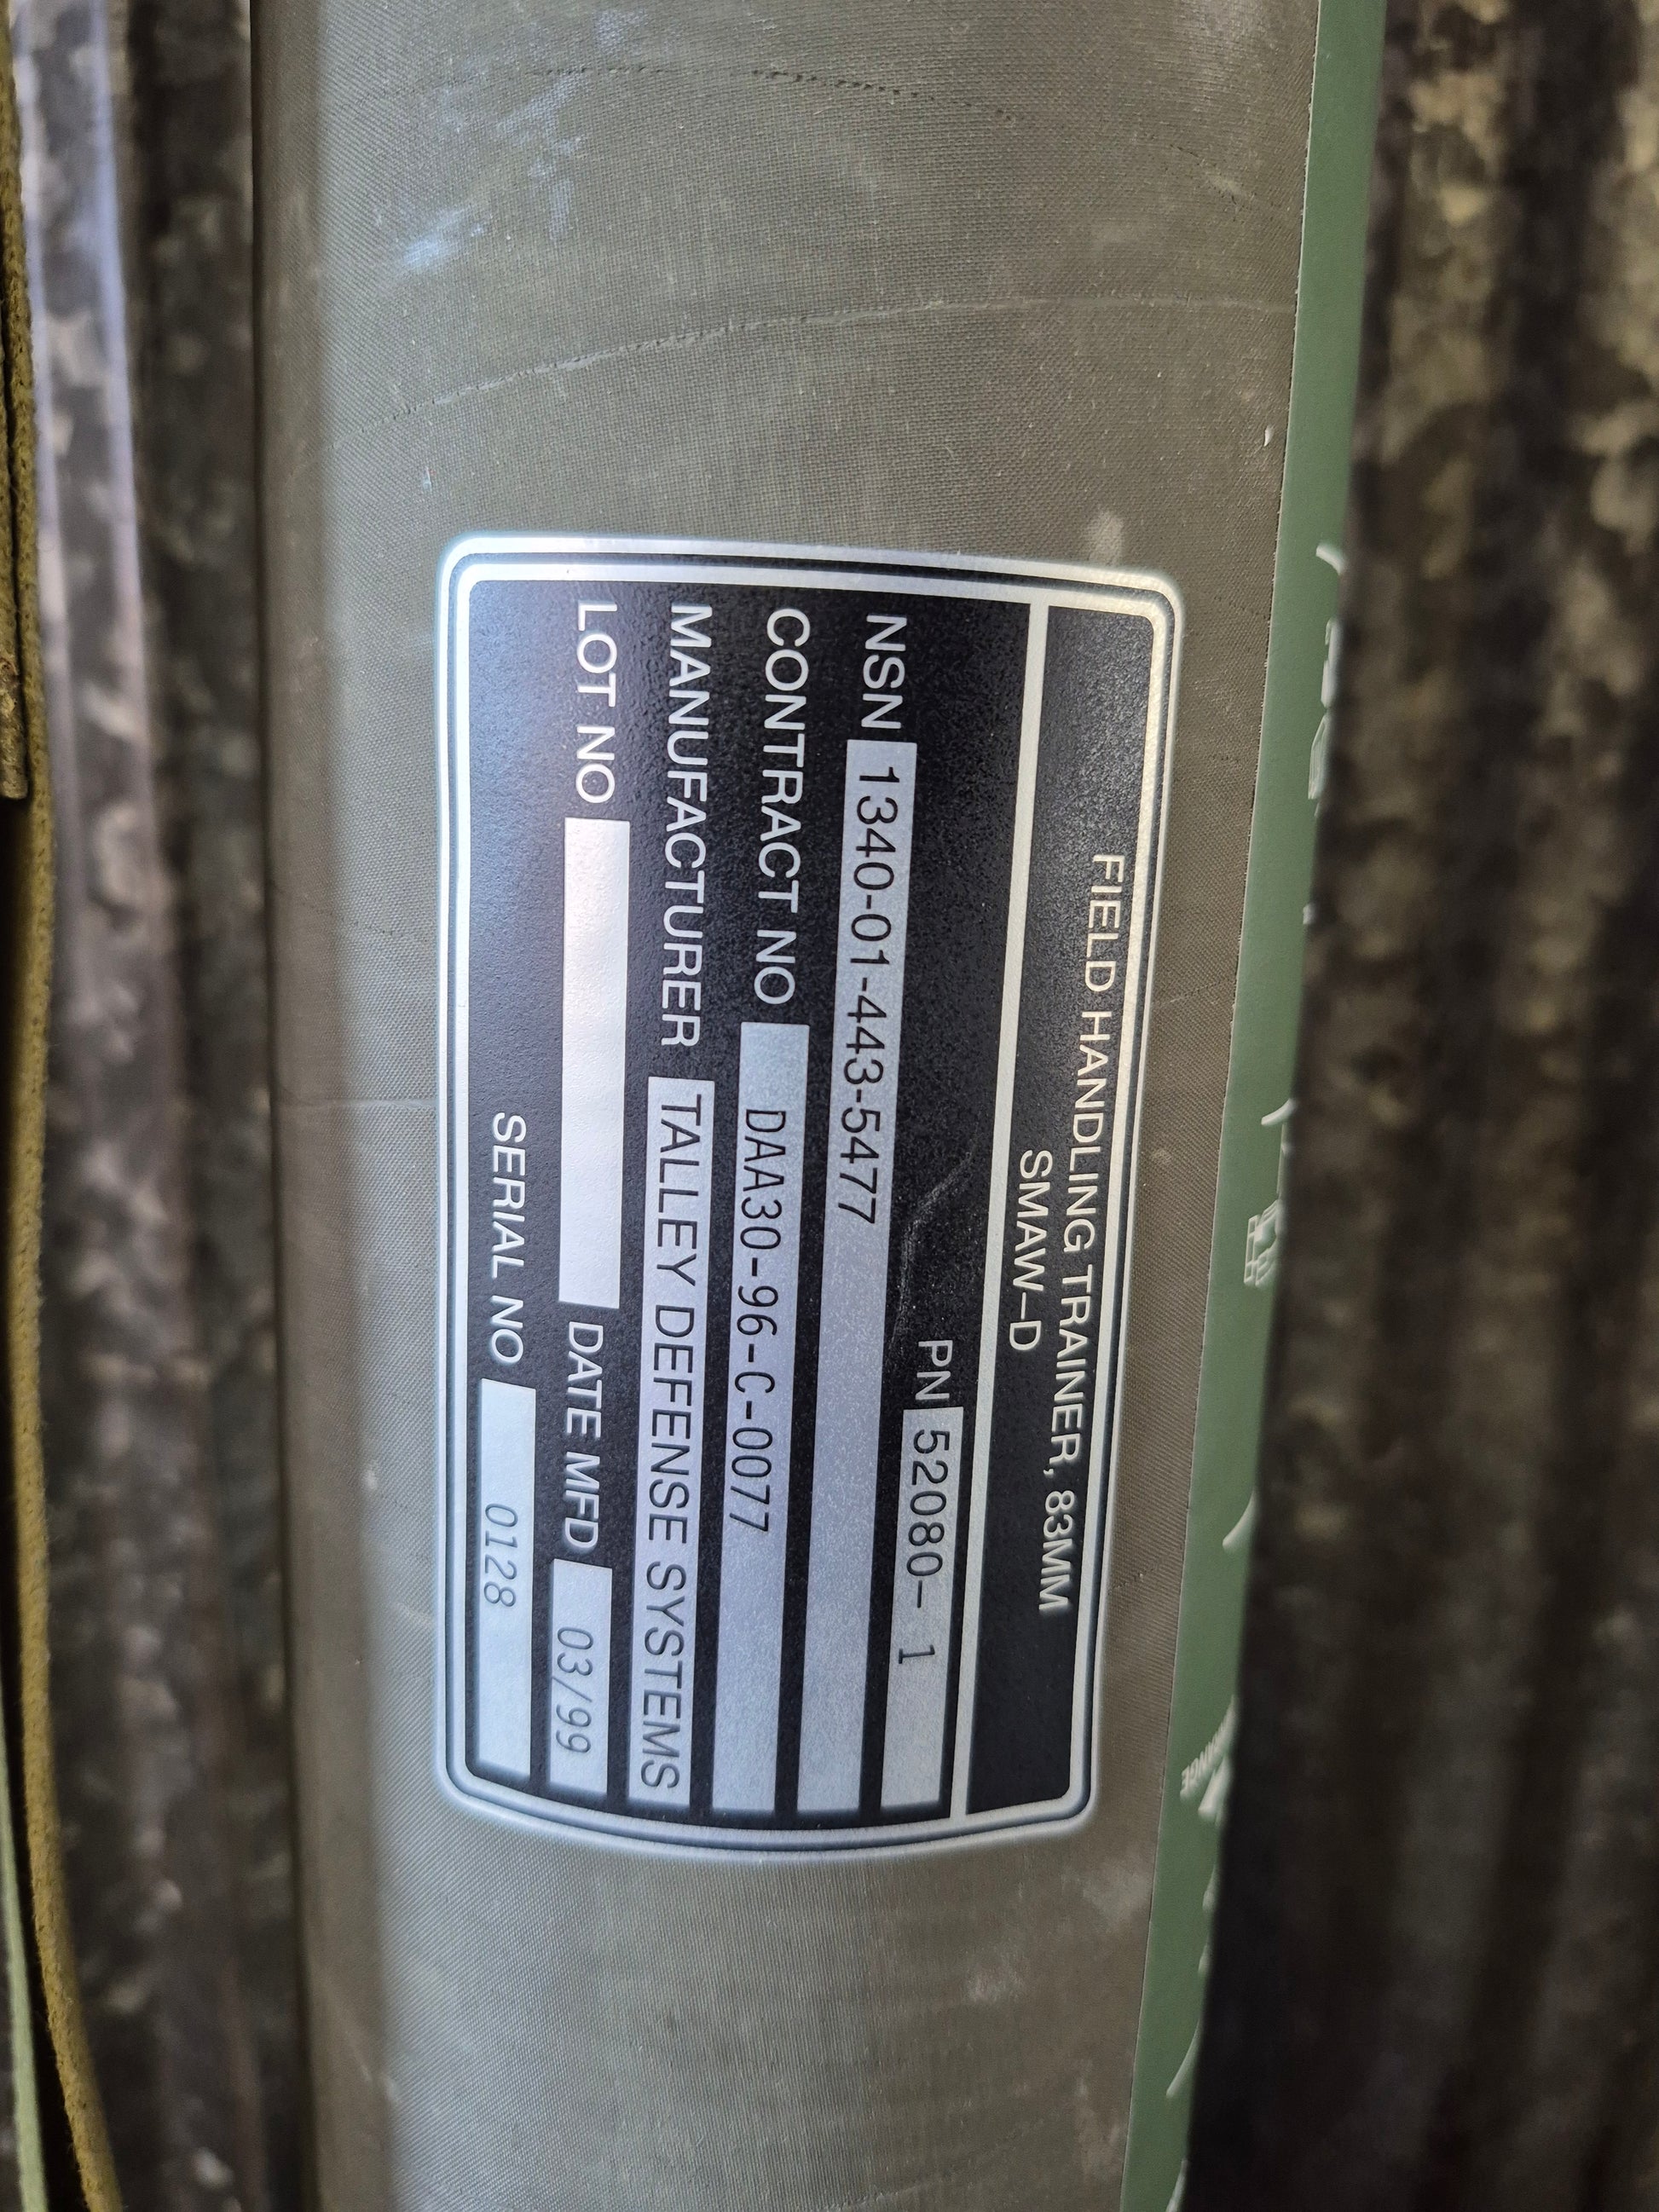 FIELD HANDLING TRAINER, 83MM
SMAW-D
PN 52080- 1
NSN 1340-01-443-5477
CONTRACT NO DAA30-96-C-0077
MANUFACTURER TALLEY DEFENSE SYSTEMS
LOT NO DATE MFD 03/99
SERIAL NO 0128